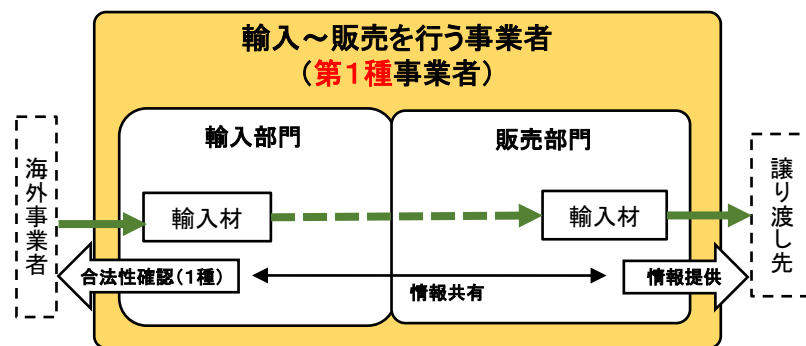 輸入～販売を行う事業者
（第１種事業者）
輸入部門
販売部門
海外事業者
輸入材
輸入材
譲り渡し先
合法性確認（１種）
情報共有
情報提供